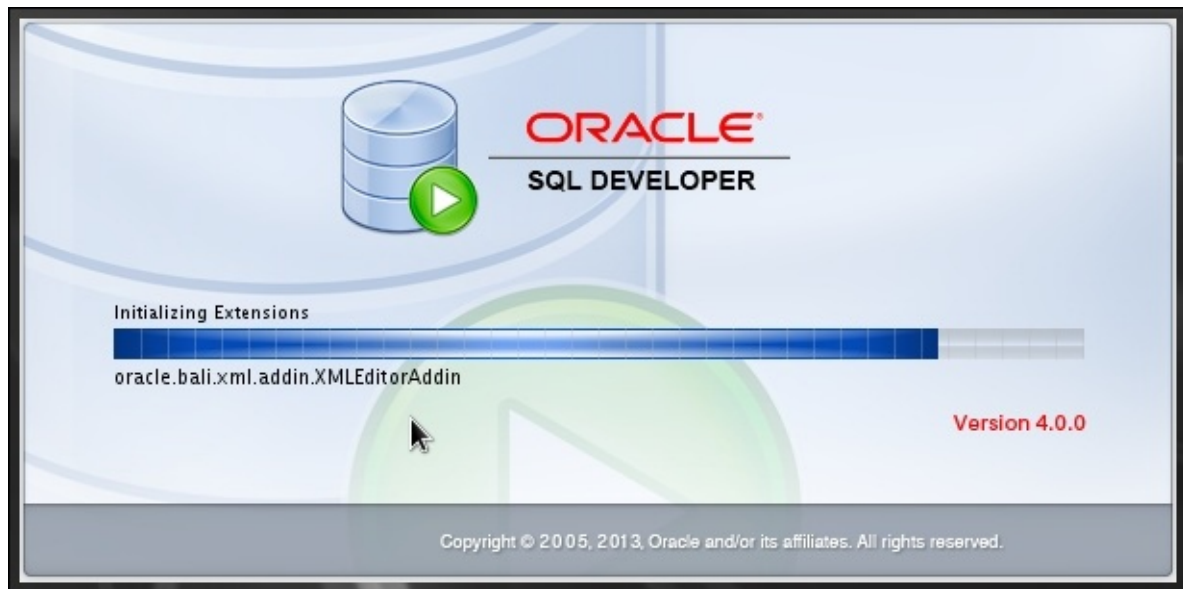 ORACLE®
SQL DEVELOPER
Initializing Extensions
oracle.bali.xml.addin.XMLEditorAddin
Version 4.0.0
Copyright © 2005, 2013, Oracle and/or its affiliates. All rights reserved.